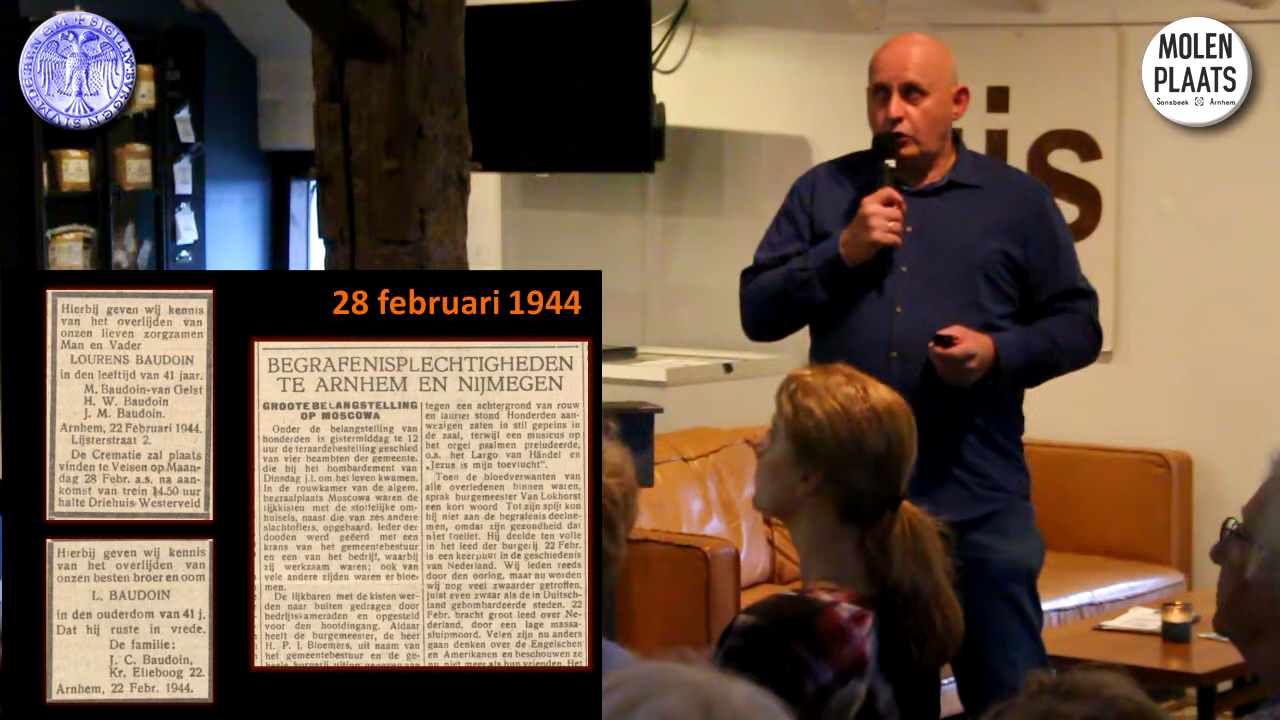 MOLEN
PLAATS
Sonsbeek Arnhem
ijs
28 februari 1944
Hierbij geven wij kennis
van het overlijden van
onzen lieven zorgzamen
Man en Vader
LOURENS BAUDOIN
in den leeftijd van 41 jaar.
M. Baudoin-van Gelst
H. W. Baudoin
J. M. Baudoin.
Arnhem, 22 Februari 1944.
Lijsterstraat 2.
De Crematie zal plaats
vinden te Velsen op Maan-
dag 28 Febr. a.s. na aan-
komst van trein 14.50 uur
halte Driehuis-Westerveld
Hierbij geven wij kennis
van het overlijden van
onzen besten broer en oom
L. BAUDOIN
in den ouderdom van 41 j.
Dat hij ruste in vrede.
De familie:
J. C. Baudoin,
Kr. Elleboog 22.
Arnhem, 22 Febr. 1944.
BEGRAFENISPLECHTIGHEDEN
TE ARNHEM EN NIJMEGEN
GROOTE BELANGSTELLING
OP MOSCOWA
Onder de belangstelling van
honderden is gistermiddag te 12
uur de teraardebestelling geschied
van vier beambten der gemeente,
die bij het bombardement van
Dinsdag j.l. om het leven kwamen.
In de rouwkamer van de algem.
begraafplaats Moscowa waren de
lijkkisten met de stoffelijke om-
hulsels, naast die van zes andere
slachtoffers, opgebaard. Ieder der
dooden werd geëerd met een
krans van het gemeentebestuur
en een van het bedrijf, waarbij
zij werkzaam waren; ook van
vele andere zijden waren er bloe-
men.
De lijkbaren met de kisten wer-
den naar buiten gedragen door
bedrijfskameraden en opgesteld
voor den hoofdingang. Aldaar
heeft de burgemeester, de heer
H. P. J. Bloemers, uit naam van
het gemeentebestuur en de ge-
heele burgerij uiting gegeven aan
tegen een achtergrond van rouw
en laurier stond Honderden aan-
wezigen zaten in stil gepeins in
de zaal, terwijl een musicus op
het orgel psalmen preludeerde,
o.a. het Largo van Händel en
„Jezus is mijn toevlucht”.
Toen de bloedverwanten van
alle overledenen binnen waren,
sprak burgemeester Van Lokhorst
een kort woord Tot zijn spijt kon
hij niet aan de begrafenis deelne-
men, omdat zijn gezondheid dat
niet toeliet. Hij deelde ten volle
in het leed der burgerij. 22 Febr.
is een keerpunt in de geschiedenis
van Nederland. Wij leden reeds
door den oorlog, maar nu worden
wij nog veel zwaarder getroffen,
juist even zwaar als de in Duitsch-
land gebombardeerde steden. 22
Febr. bracht groot leed over Ne-
derland, door een lage massa-
sluipmoord. Velen zijn nu anders
gaan denken over de Engelschen
en Amerikanen en beschouwen ze
nu niet meer als hun vrienden. Het